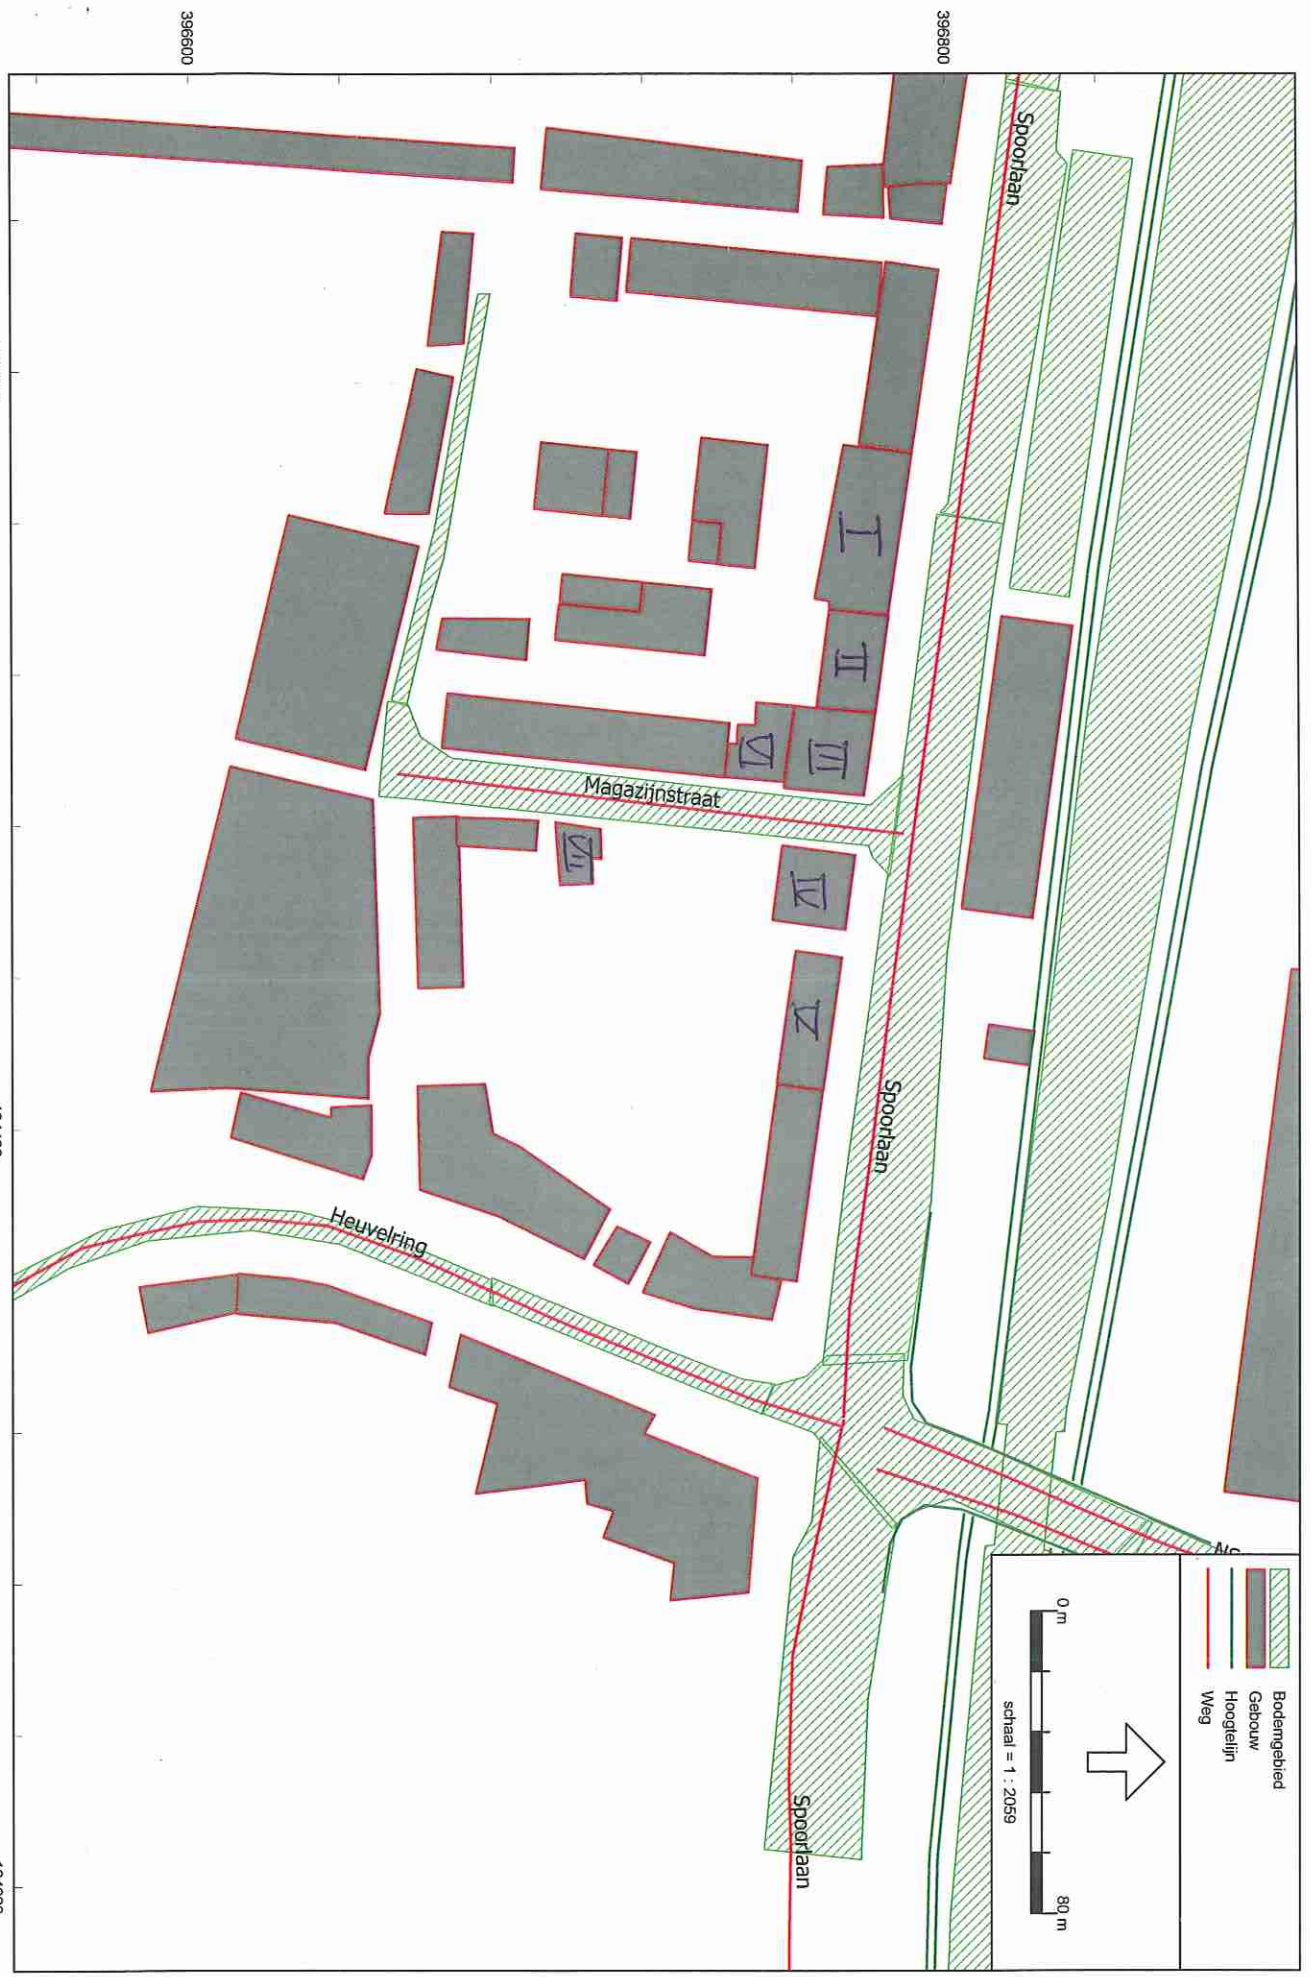 396600
396800
Spoorlaan
I
II
III
IV
Magazijnstraat
VII
VI
V
Spoorlaan
Heuvelring
Spoorlaan
Bodemgebied
Gebouw
Hoogtelijn
Weg
0 m
80 m
schaal = 1 : 2059